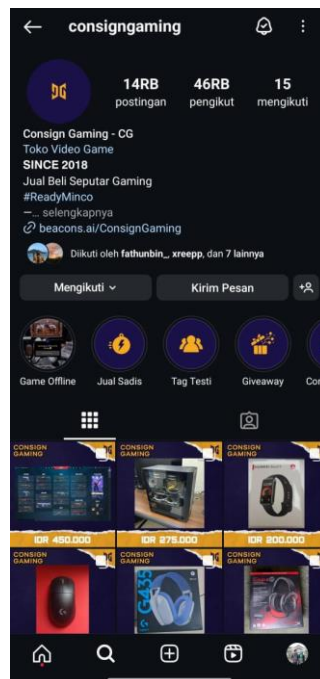 consigngaming
14RB
46RB
15
postingan
pengikut
mengikuti
Consign Gaming - CG
Toko Video Game
SINCE 2018
Jual Beli Seputar Gaming
#ReadyMinco
—... selengkapnya
beacons.ai/ConsignGaming
Diikuti oleh fathunbin_, xreepp, dan 7 lainnya
Mengikuti
Kirim Pesan
Game Offline
Jual Sadis
Tag Testi
Giveaway
CONSIGN GAMING
CONSIGN GAMING
CONSIGN GAMING
IDR 450.000
IDR 275.000
IDR 200.000
CONSIGN GAMING
CONSIGN GAMING
CONSIGN GAMING
G435